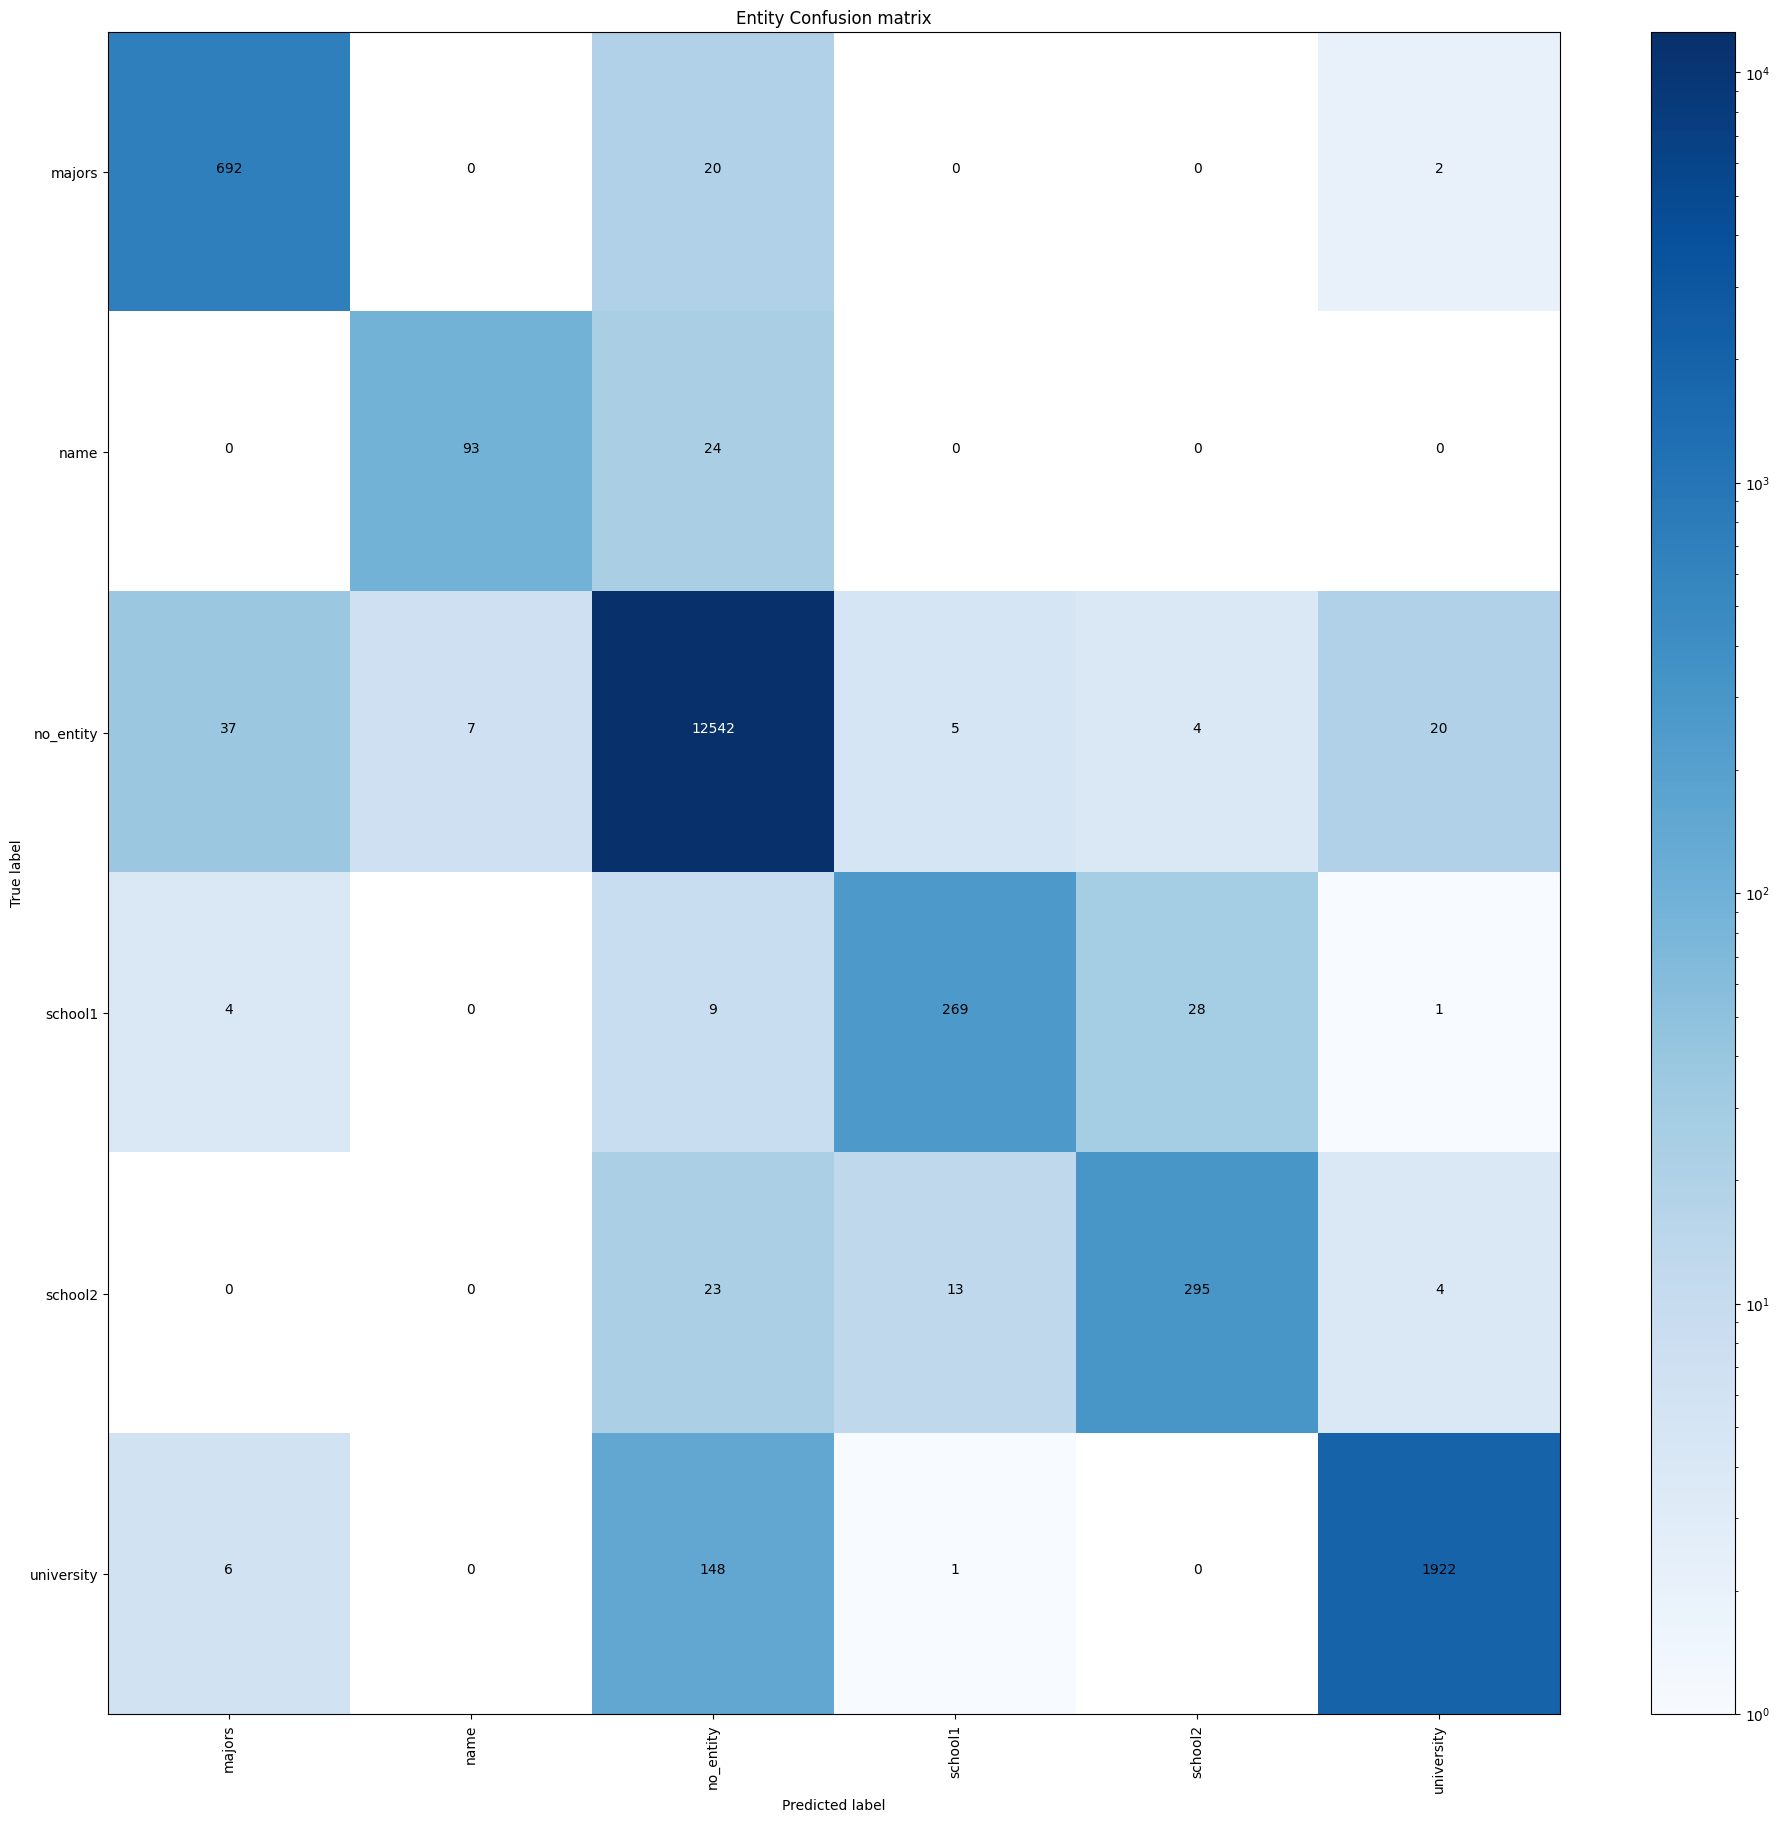 Entity Confusion matrix
10^4
majors 692 0 20 0 0 2
name 0 93 24 0 0 0
10^3
no_entity 37 7 12542 5 4 20
True label
10^2
school1 4 0 9 269 28 1
school2 0 0 23 13 295 4
10^1
university 6 0 148 1 0 1922
10^0
majors name no_entity school1 school2 university
Predicted label